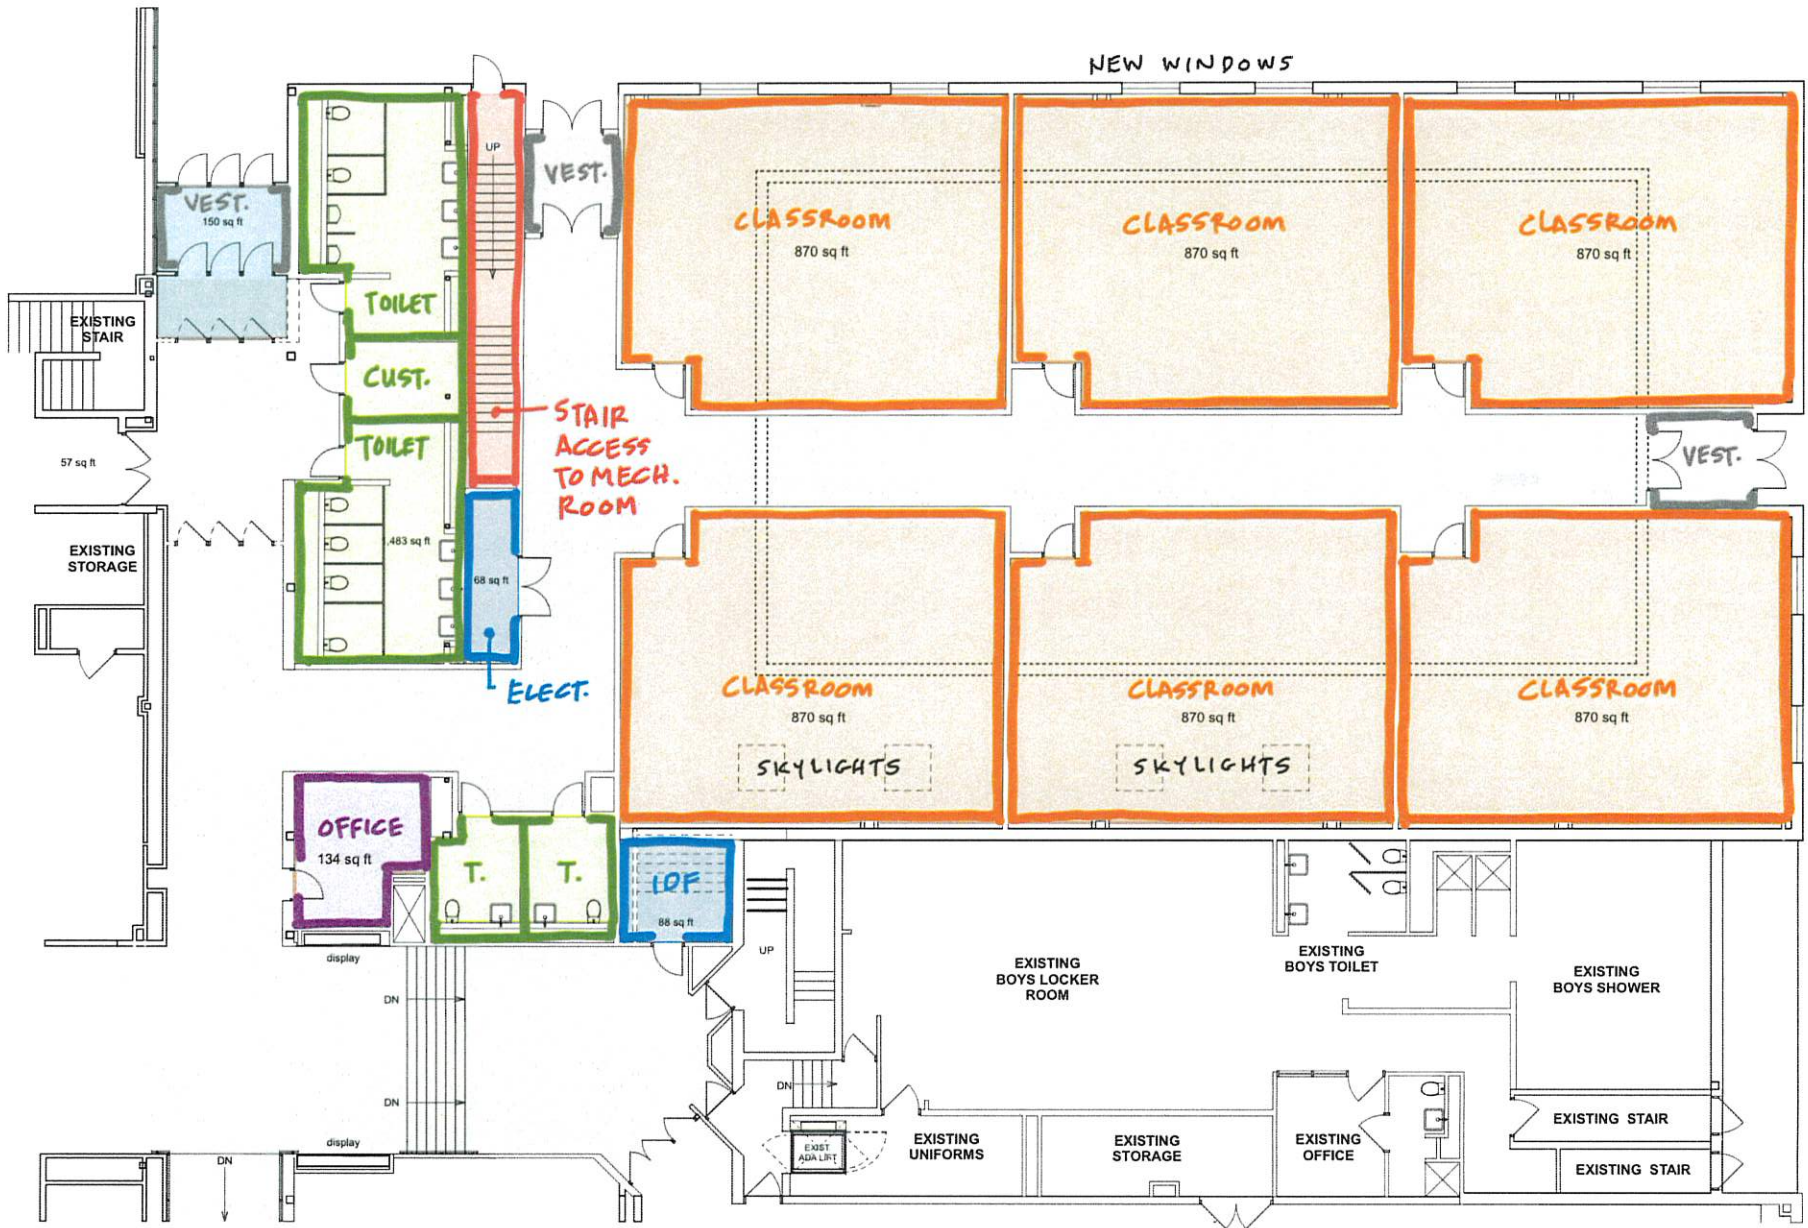 NEW WINDOWS
UP
VEST.
VEST.
150 sq ft
CLASSROOM
870 sq ft
CLASSROOM
870 sq ft
CLASSROOM
870 sq ft
TOILET
EXISTING
STAIR
CUST.
STAIR
ACCESS
TO MECH.
ROOM
TOILET
57 sq ft
VEST.
EXISTING
STORAGE
,483 sq ft
68 sq ft
ELECT.
CLASSROOM
870 sq ft
SKYLIGHTS
CLASSROOM
870 sq ft
SKYLIGHTS
CLASSROOM
870 sq ft
OFFICE
134 sq ft
T.
T.
IDF
88 sq ft
display
UP
EXISTING
BOYS LOCKER
ROOM
EXISTING
BOYS TOILET
EXISTING
BOYS SHOWER
DN
DN
DN
display
DN
EXIST
ADA LIFT
EXISTING
UNIFORMS
EXISTING
STORAGE
EXISTING
OFFICE
EXISTING STAIR
EXISTING STAIR